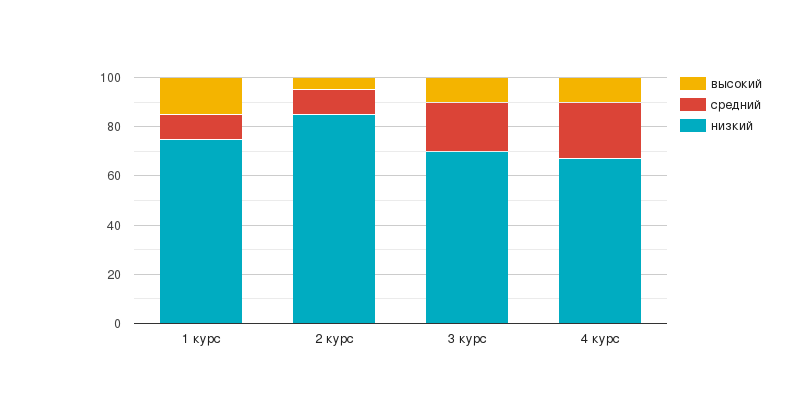 100
80
60
40
20
0
1 курс
2 курс
3 курс
4 курс
высокий
средний
низкий